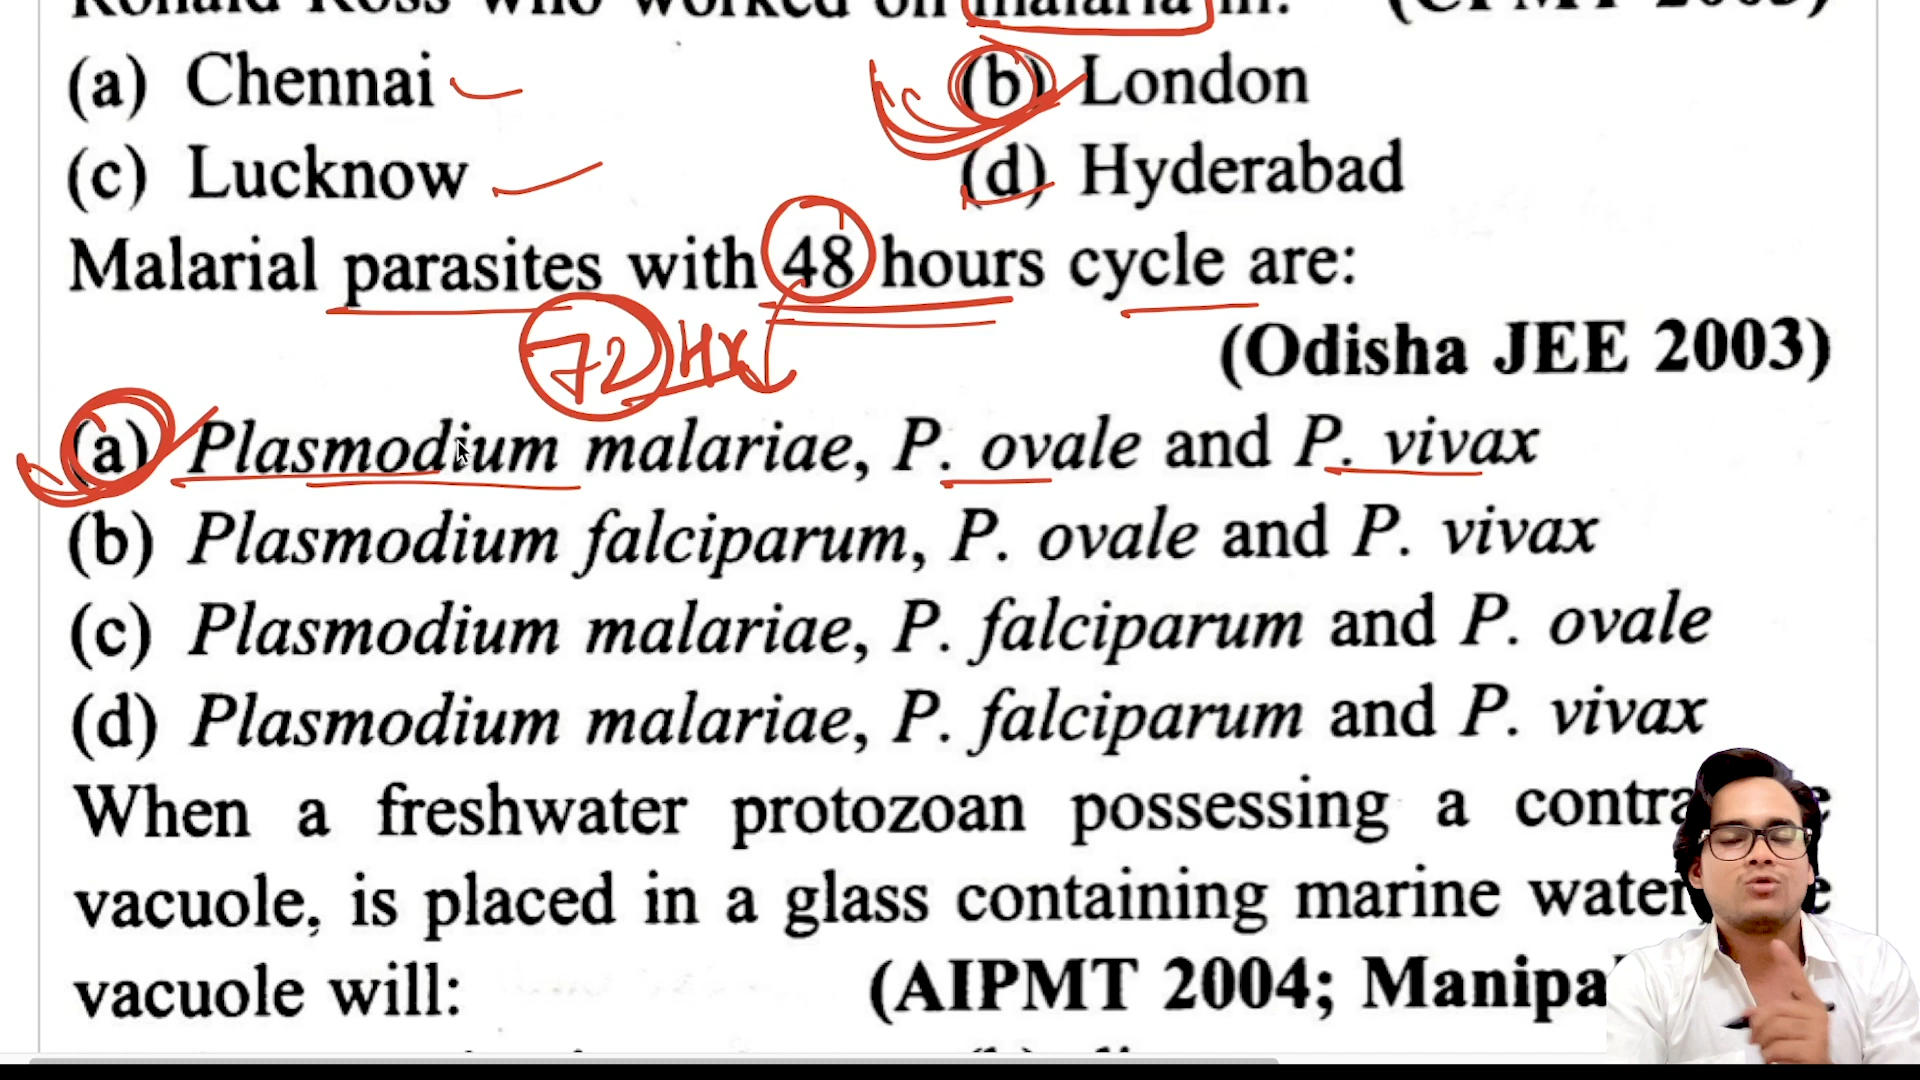 Ronald Ross who worked on malaria in: (CPMT 2003)
(a) Chennai (b) London
(c) Lucknow (d) Hyderabad
Malarial parasites with 48 hours cycle are:
72 Hr
(Odisha JEE 2003)
(a) Plasmodium malariae, P. ovale and P. vivax
(b) Plasmodium falciparum, P. ovale and P. vivax
(c) Plasmodium malariae, P. falciparum and P. ovale
(d) Plasmodium malariae, P. falciparum and P. vivax
When a freshwater protozoan possessing a
vacuole, is placed in a glass containing marine water
vacuole will: (AIPMT 2004;